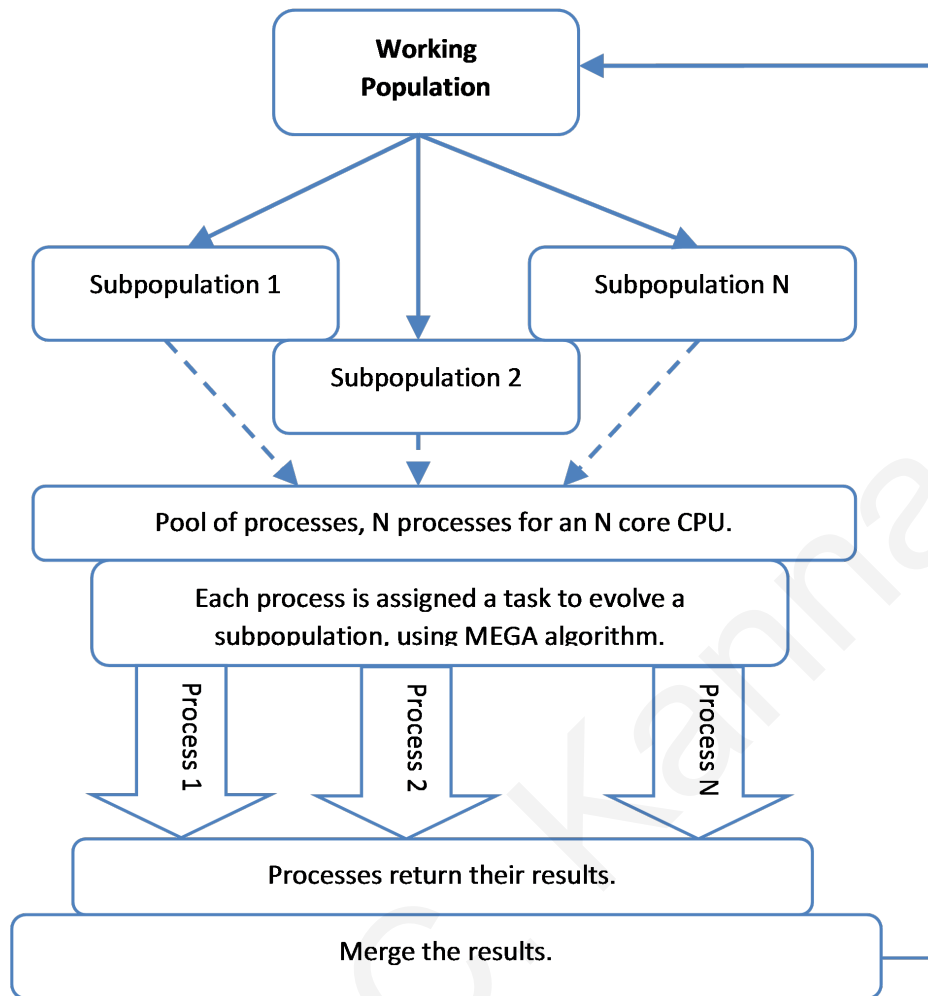 Working
Population
Subpopulation 1
Subpopulation N
Subpopulation 2
Pool of processes, N processes for an N core CPU.
Each process is assigned a task to evolve a
subpopulation, using MEGA algorithm.
Process 1
Process 2
Process N
Processes return their results.
Merge the results.
C Kanna